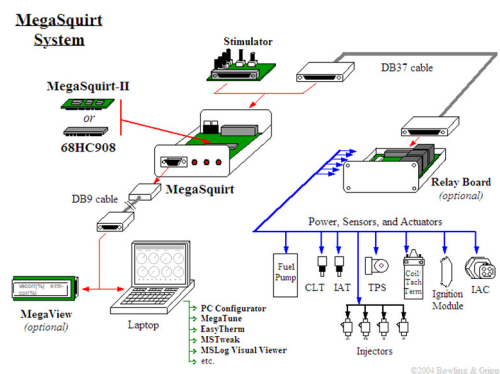 MegaSquirt
System
Stimulator
DB37 cable
MegaSquirt-II
or
68HC908
MegaSquirt
Relay Board
(optional)
DB9 cable
Power, Sensors, and Actuators
Fuel
Pump
CLT
IAT
TPS
Coil/
Tach
Term.
Ignition
Module
IAC
MegaView
(optional)
Laptop
PC Configurator
MegaTune
EasyTherm
MSTweak
MSLog Visual Viewer
etc.
Injectors
©2004 Bowling & Grippo